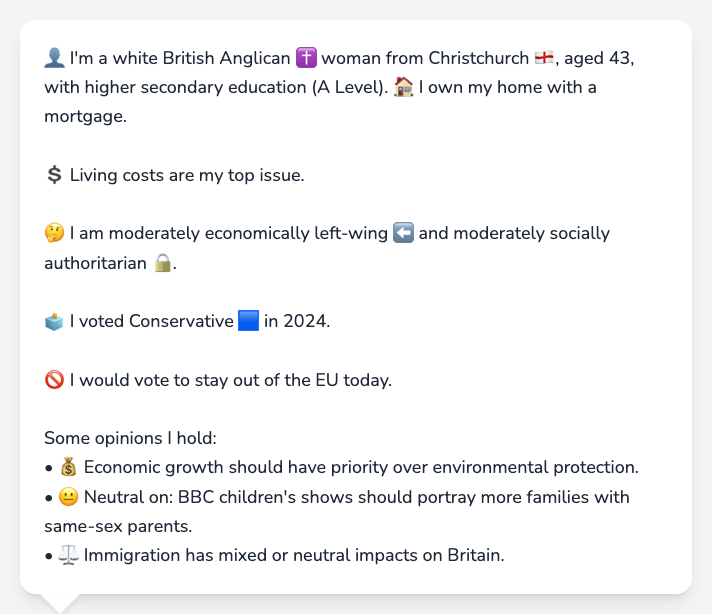 👤 I'm a white British Anglican ✝️ woman from Christchurch 🏴󠁧󠁢󠁥󠁮󠁧󠁿, aged 43,
with higher secondary education (A Level). 🏠 I own my home with a
mortgage.
💲 Living costs are my top issue.
🤔 I am moderately economically left-wing ⬅️ and moderately socially
authoritarian 🔒.
🗳️ I voted Conservative 🟦 in 2024.
🚫 I would vote to stay out of the EU today.
Some opinions I hold:
• 💰 Economic growth should have priority over environmental protection.
• 😐 Neutral on: BBC children's shows should portray more families with
same-sex parents.
• ⚖️ Immigration has mixed or neutral impacts on Britain.